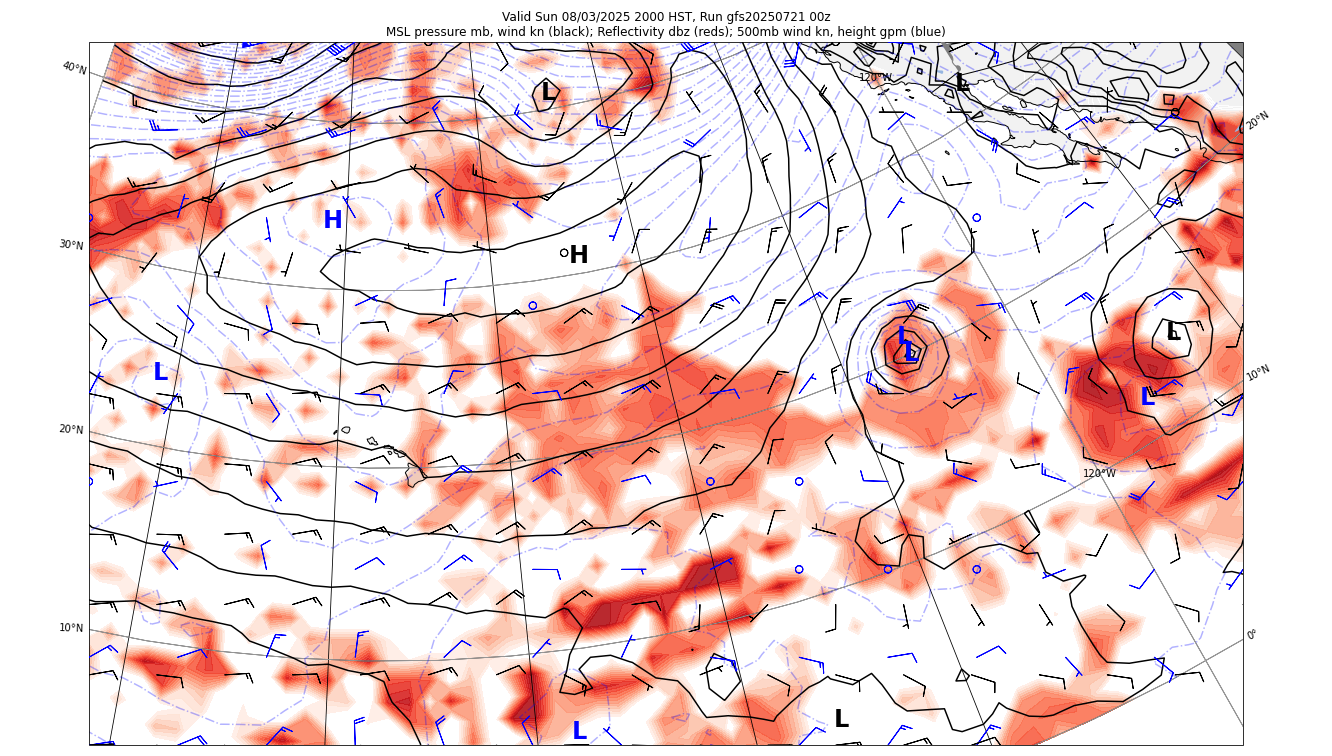 Valid Sun 08/03/2025 2000 HST, Run gfs20250721 00z
MSL pressure mb, wind kn (black); Reflectivity dbz (reds); 500mb wind kn, height gpm (blue)
40°N
120°W
L
L
20°N
H
30°N
H
L
L
L
L
10°N
L
L
20°N
120°W
10°N
0°
L
L